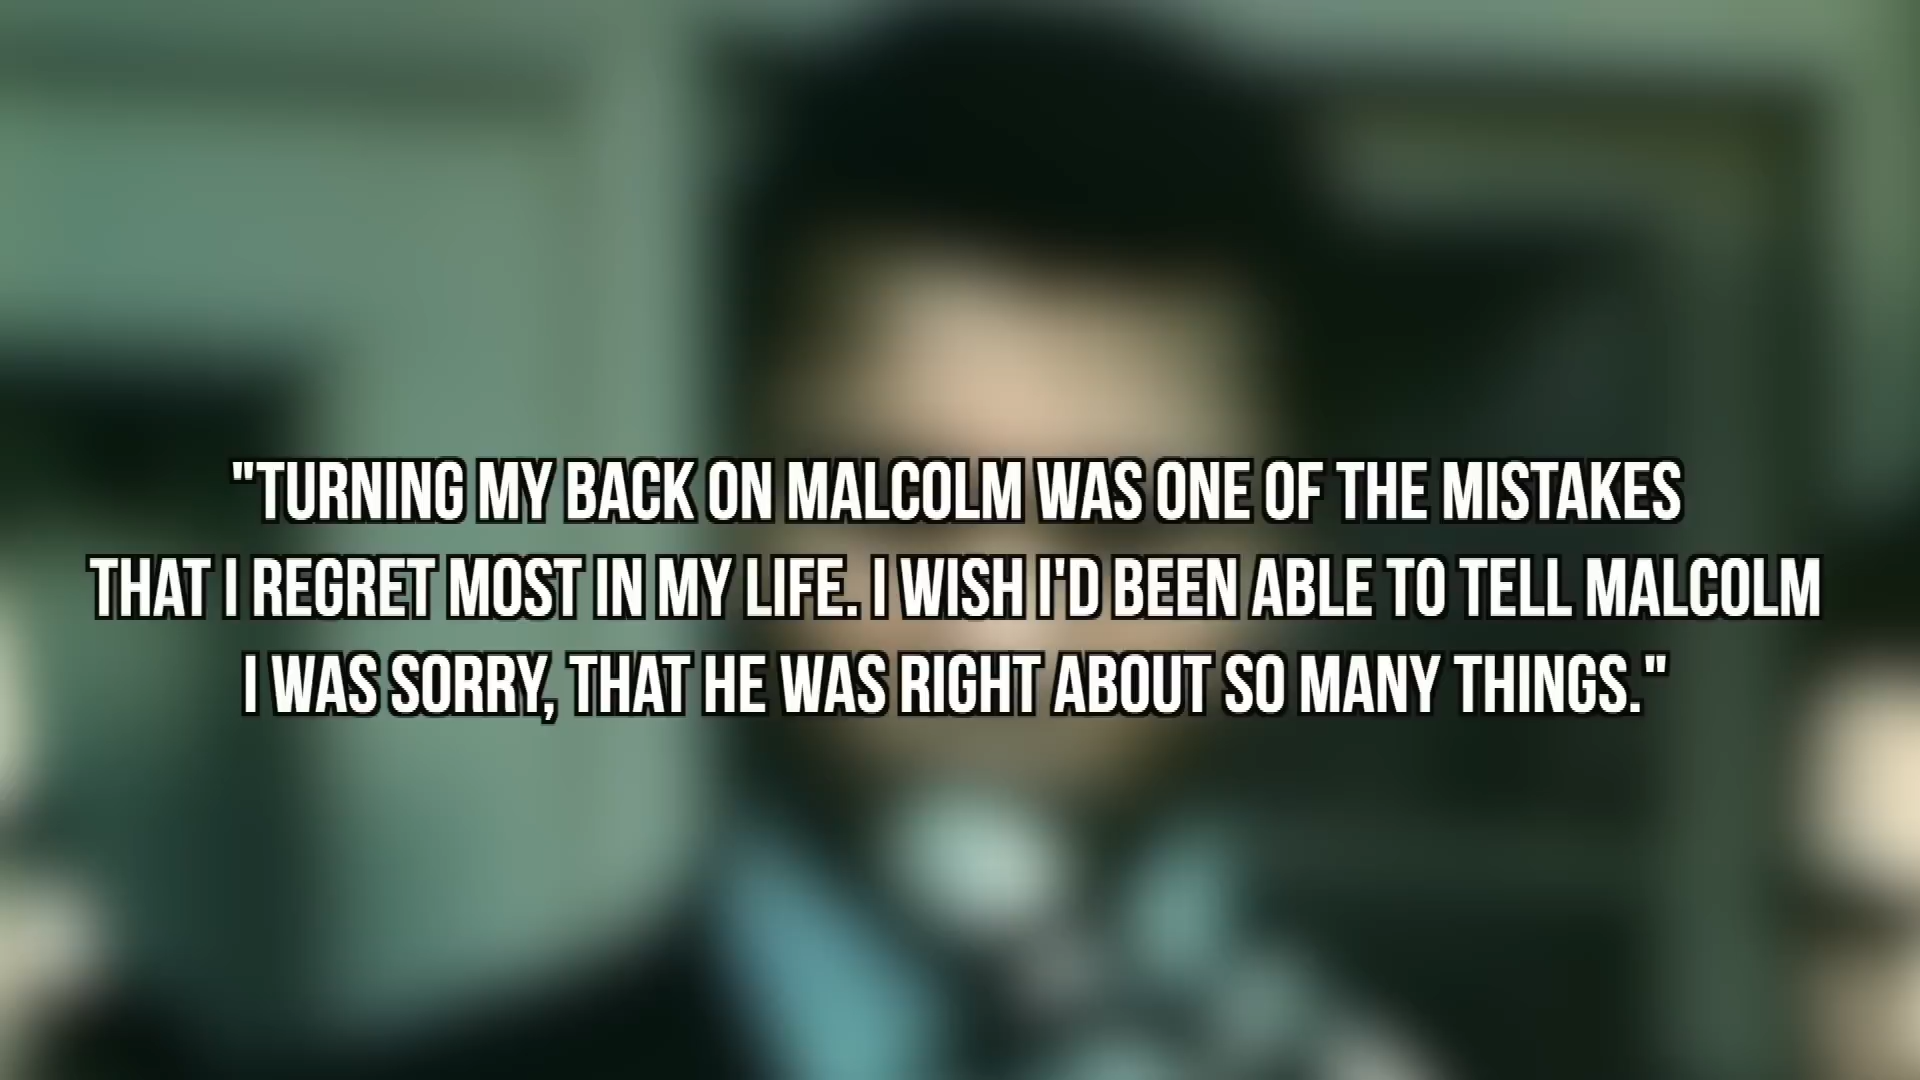 "TURNING MY BACK ON MALCOLM WAS ONE OF THE MISTAKES
THAT I REGRET MOST IN MY LIFE. I WISH I'D BEEN ABLE TO TELL MALCOLM
I WAS SORRY, THAT HE WAS RIGHT ABOUT SO MANY THINGS."